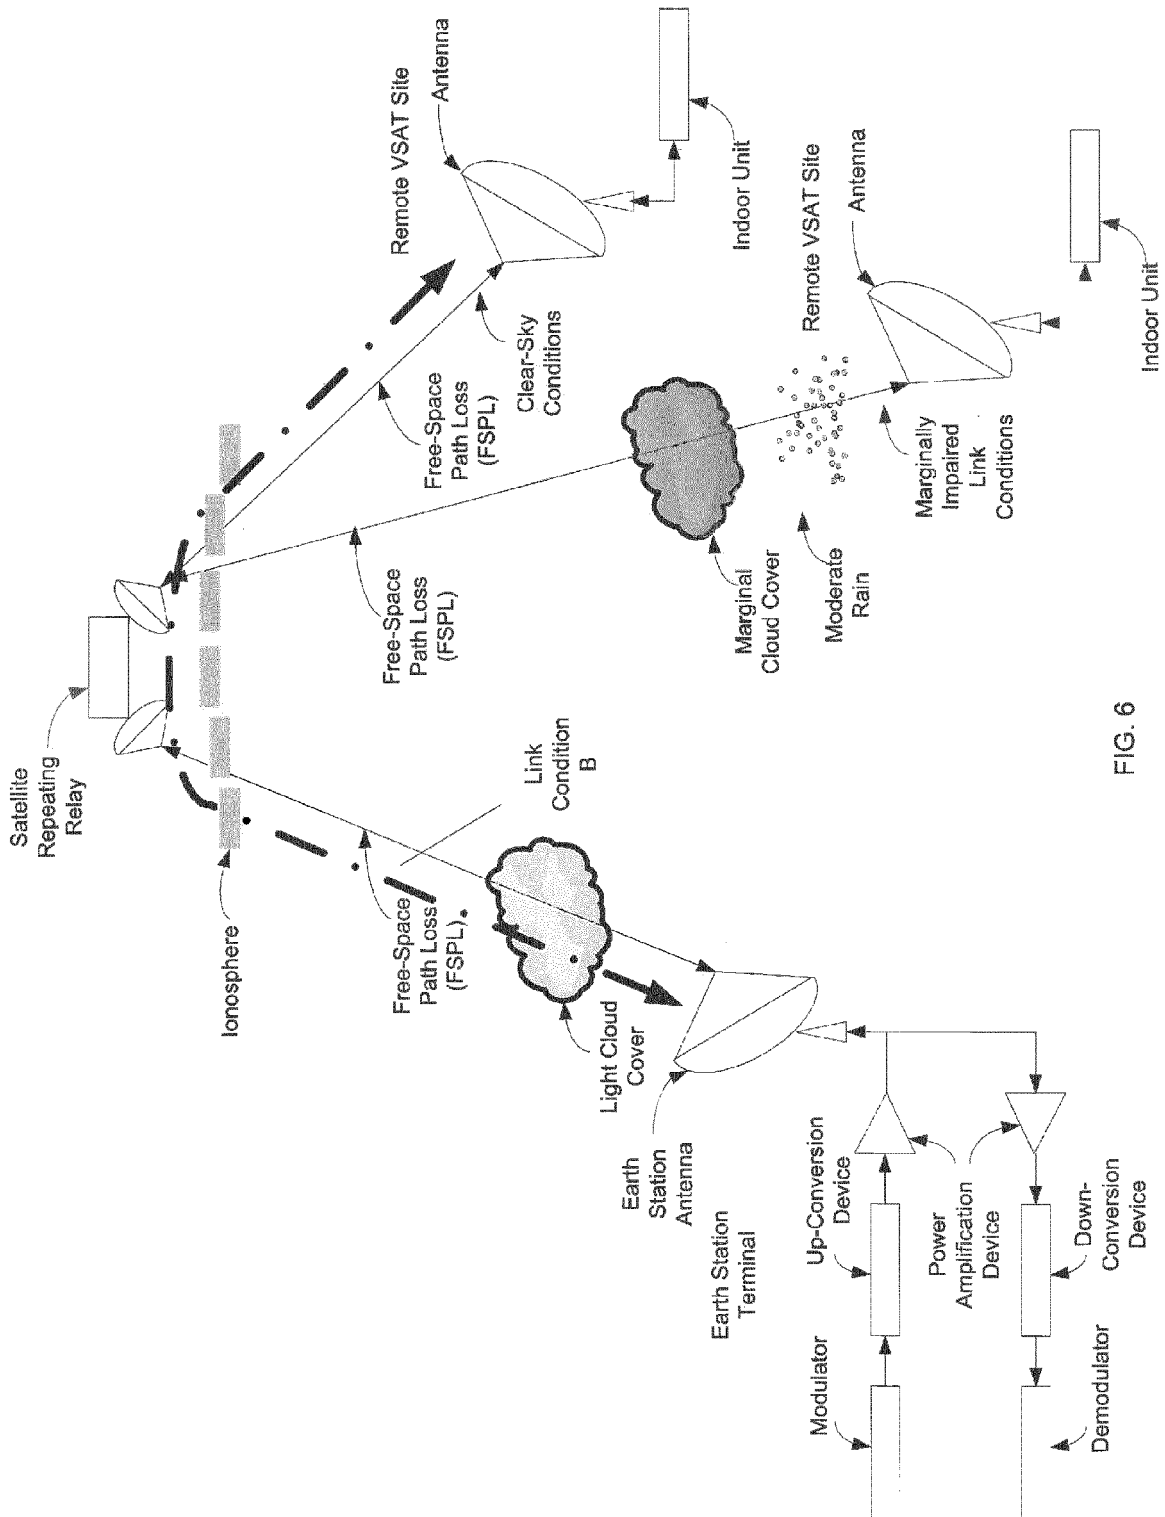 Satellite
Repeating
Relay
Ionosphere
Free-Space
Path Loss
(FSPL)
Link
Condition
B
Light Cloud
Cover
Earth
Station
Antenna
Earth Station
Terminal
Modulator
Up-Conversion
Device
Power
Amplification
Device
Down-
Conversion
Device
Demodulator
Free-Space
Path Loss
(FSPL)
Marginal
Cloud Cover
Moderate
Rain
Marginally
Impaired
Link
Conditions
Remote VSAT Site
Antenna
Indoor Unit
Free-Space
Path Loss
(FSPL)
Clear-Sky
Conditions
Remote VSAT Site
Antenna
Indoor Unit
FIG. 6